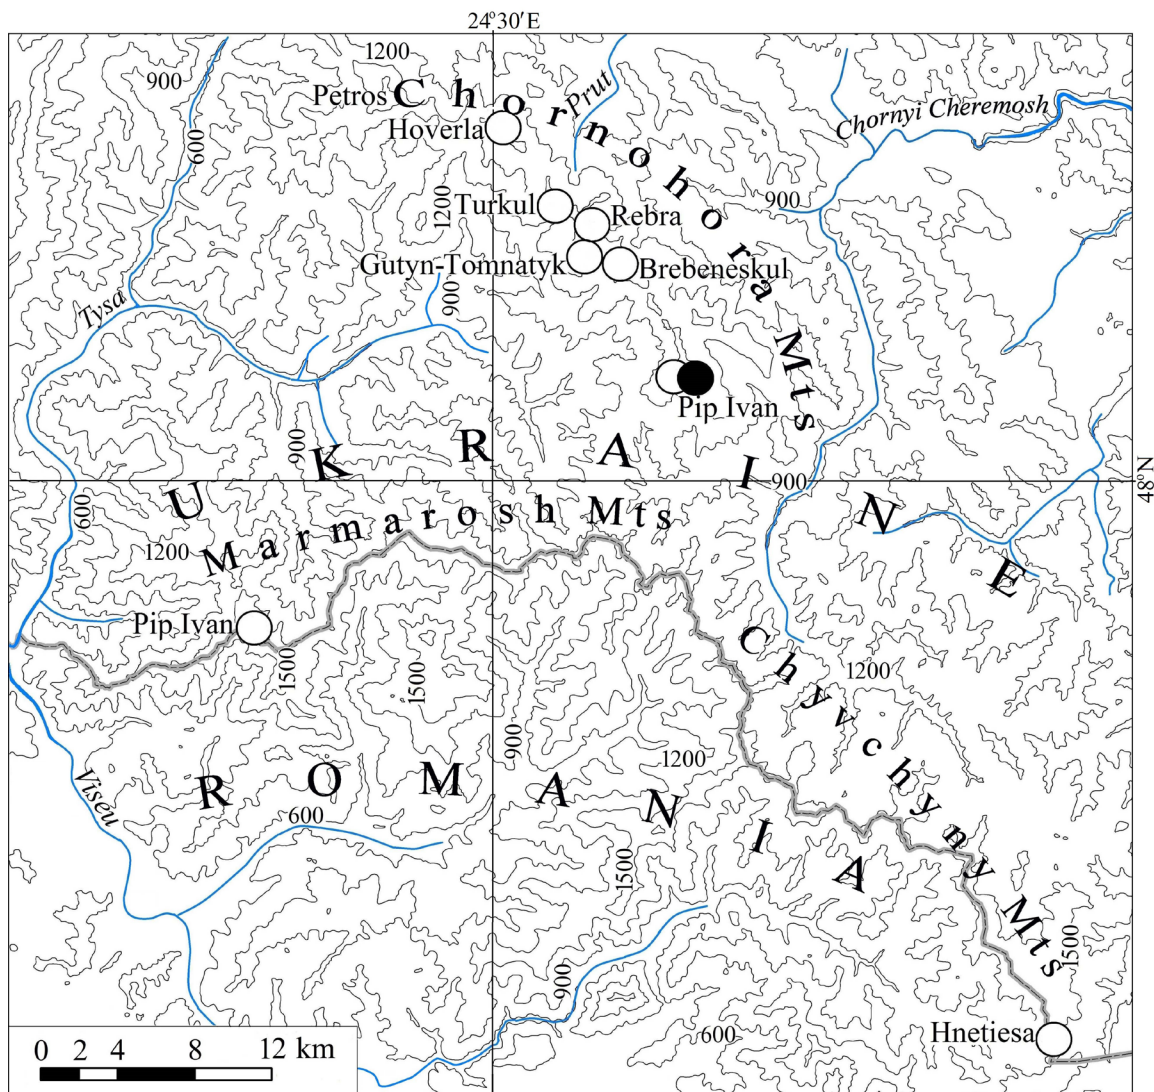 24°30′E
1200
900
Petros
Chornohora Mts
Prut
Hoverla
Chornyi Cheremosh
600
1200
900
Turkul
Rebra
Gutyn-Tomnatyk
Brebeneskul
Tysa
900
Pip Ivan
900
UKRAINE
900
48°N
600
Marmarosh Mts
1200
Pip Ivan
1500
1500
Chyvchyny Mts
1200
900
1200
Viseu
ROMANIA
600
1500
1500
900
600
Hnetiesa
0 2 4 8 12 km